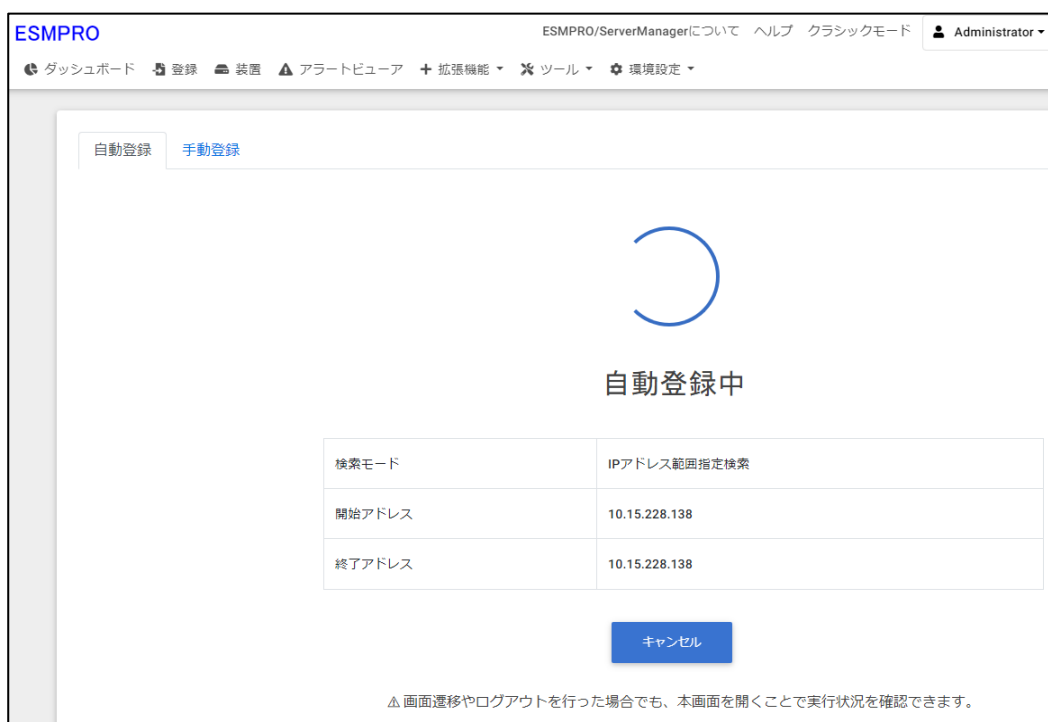 ESMPRO
ESMPRO/ServerManagerについて ヘルプ クラシックモード Administrator
ダッシュボード 登録 装置 アラートビューア 拡張機能 ツール 環境設定
自動登録 手動登録
自動登録中
検索モード IPアドレス範囲指定検索
開始アドレス 10.15.228.138
終了アドレス 10.15.228.138
キャンセル
⚠画面遷移やログアウトを行った場合でも、本画面を開くことで実行状況を確認できます。